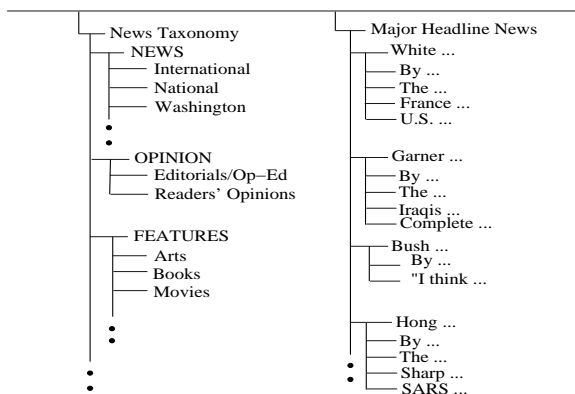 News Taxonomy
NEWS
International
National
Washington
OPINION
Editorials/Op–Ed
Readers' Opinions
FEATURES
Arts
Books
Movies
Major Headline News
White ...
By ...
The ...
France ...
U.S. ...
Garner ...
By ...
The ...
Iraqis ...
Complete ...
Bush ...
By ...
"I think ...
Hong ...
By ...
The ...
Sharp ...
SARS ...